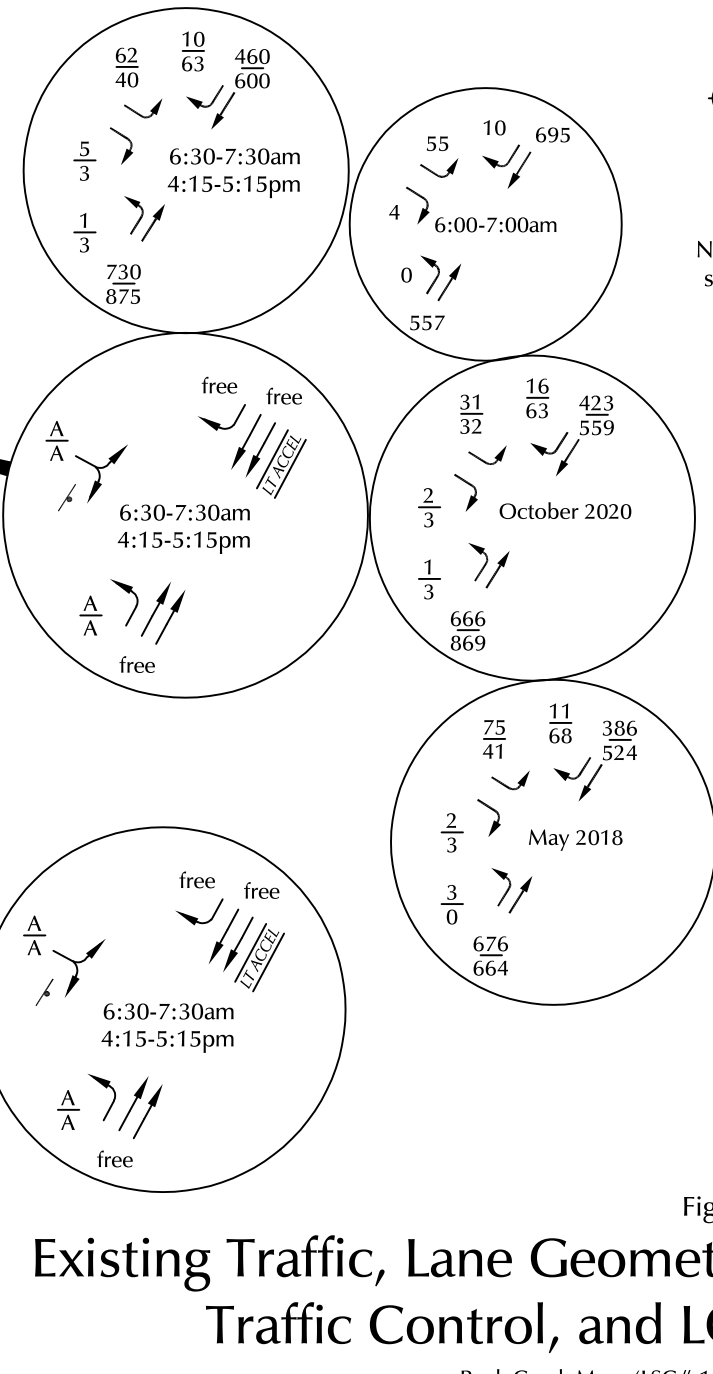 62
40
10
63
460
600
5
3
6:30-7:30am
4:15-5:15pm
1
3
730
875
55
10
695
4
6:00-7:00am
0
557
N
s
free
free
A
A
LT ACCEL
6:30-7:30am
4:15-5:15pm
A
A
free
31
32
16
63
423
559
2
3
October 2020
1
3
666
869
75
41
11
68
386
524
2
3
May 2018
3
0
676
664
free
free
A
A
LT ACCEL
6:30-7:30am
4:15-5:15pm
A
A
free
Fig
Existing Traffic, Lane Geomet
Traffic Control, and L